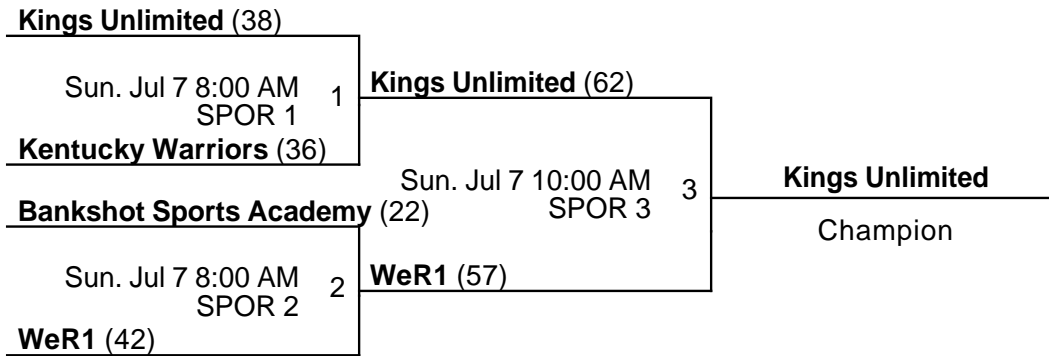 Kings Unlimited (38)
Sun. Jul 7 8:00 AM
SPOR 1
1
Kentucky Warriors (36)
Kings Unlimited (62)
Bankshot Sports Academy (22)
Sun. Jul 7 8:00 AM
SPOR 2
2
WeR1 (42)
Sun. Jul 7 10:00 AM
SPOR 3
3
WeR1 (57)
Kings Unlimited
Champion